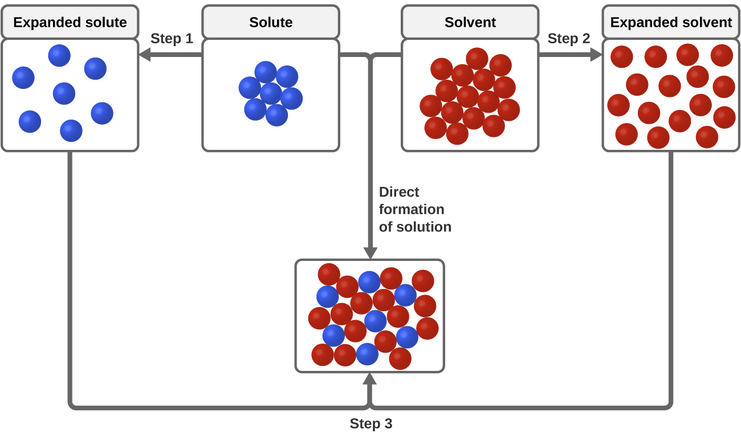 Expanded solute
Solute
Solvent
Expanded solvent
Step 1
Step 2
Direct
formation
of solution
Step 3